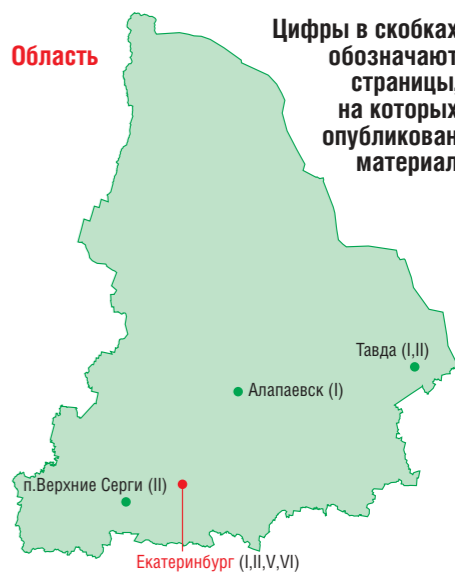 Область
Цифры в скобках
обозначают
страницы,
на которых
опубликован
материал
Тавда (I,II)
Алапаевск (I)
п.Верхние Серги (II)
Екатеринбург (I,II,V,VI)